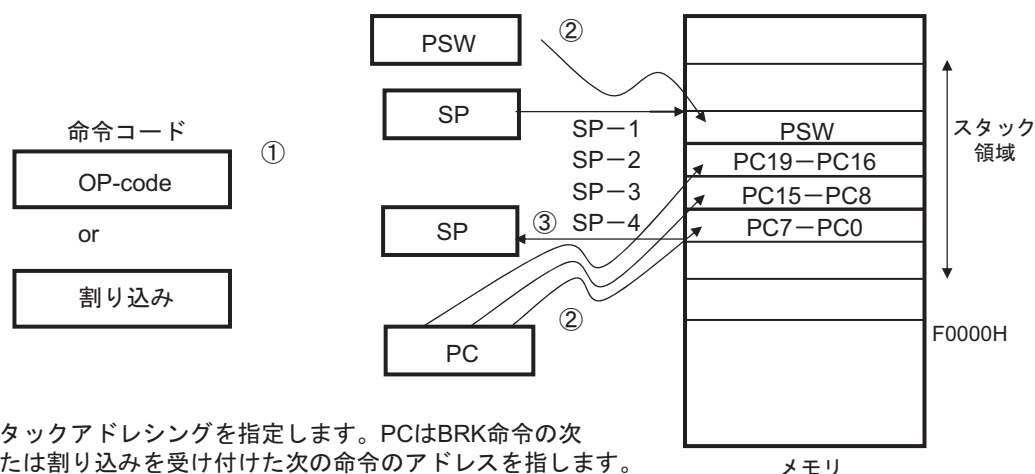 PSW
②
SP
SP－1
SP－2
SP－3
SP－4
③
SP
②
PC
命令コード
①
OP-code
or
割り込み
PSW
PC19－PC16
PC15－PC8
PC7－PC0
スタック
領域
F0000H
メモリ
タックアドレシングを指定します。PCはBRK命令の次
たは割り込みを受け付けた次の命令のアドレスを指します。